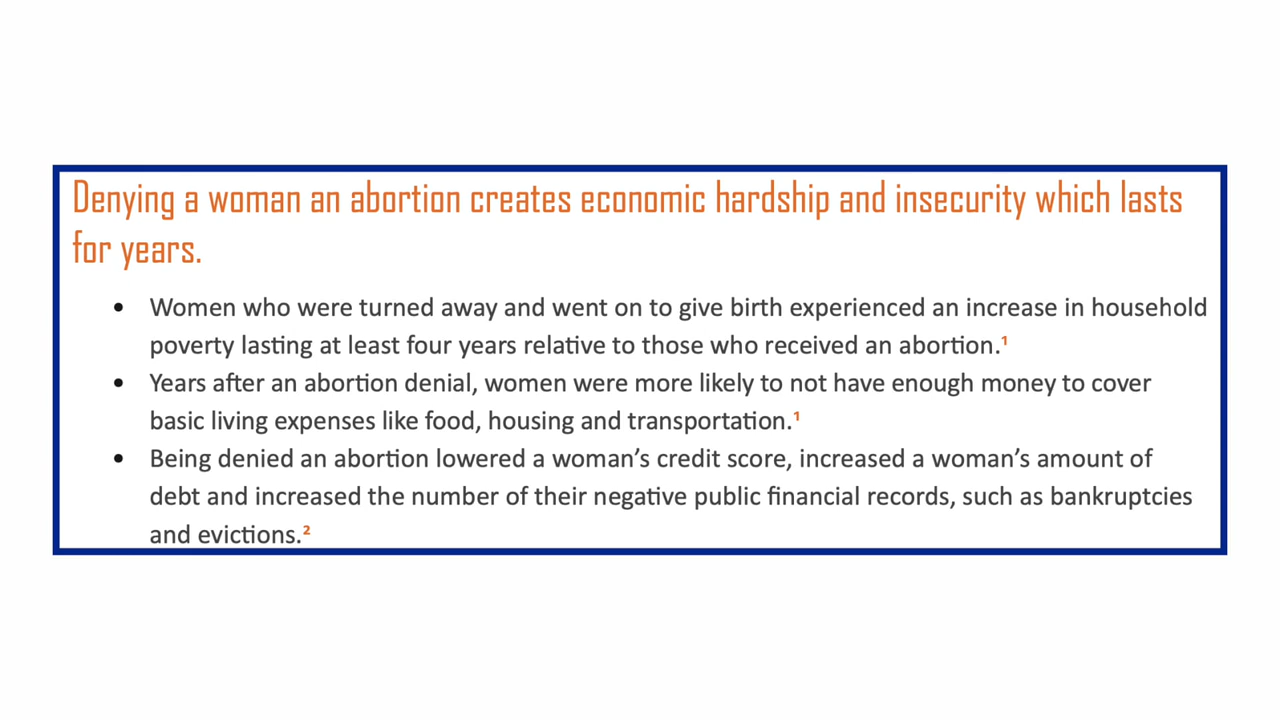 Denying a woman an abortion creates economic hardship and insecurity which lasts
for years.
• Women who were turned away and went on to give birth experienced an increase in household
poverty lasting at least four years relative to those who received an abortion.¹
• Years after an abortion denial, women were more likely to not have enough money to cover
basic living expenses like food, housing and transportation.¹
• Being denied an abortion lowered a woman’s credit score, increased a woman’s amount of
debt and increased the number of their negative public financial records, such as bankruptcies
and evictions.²